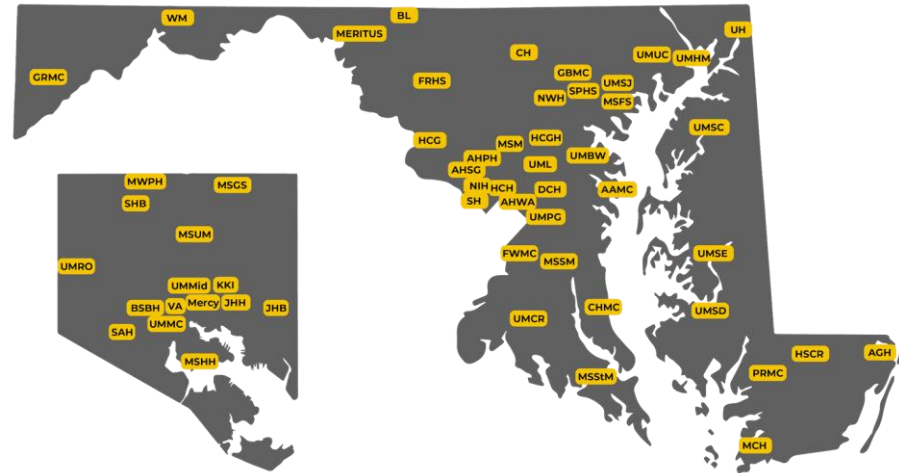 BL
WM
UH
MERITUS
CH
UMUC
UMHM
GRMC
FRHS
GBMC
SPHS
UMSJ
NWH
MSFS
UMSC
HCG
MSM
HCGH
AHPH
UMBW
AHSG
UML
NIH
HCH
DCH
AAMC
SH
AHWA
UMPG
FWMC
MSSM
UMSE
UMCR
CHMC
UMSD
HSCR
AGH
PRMC
MSStM
MCH
MWPH
MSGS
SHB
MSUM
UMRO
UMMid
KKI
BSBH
VA
Mercy
JHH
JHB
SAH
UMMC
MSHH